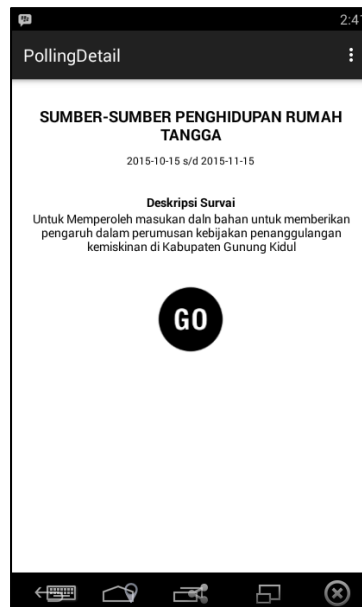 2:4
PollingDetail
SUMBER-SUMBER PENGHIDUPAN RUMAH
TANGGA
2015-10-15 s/d 2015-11-15
Deskripsi Survai
Untuk Memperoleh masukan daln bahan untuk memberikan
pengaruh dalam perumusan kebijakan penanggulangan
kemiskinan di Kabupaten Gunung Kidul
GO